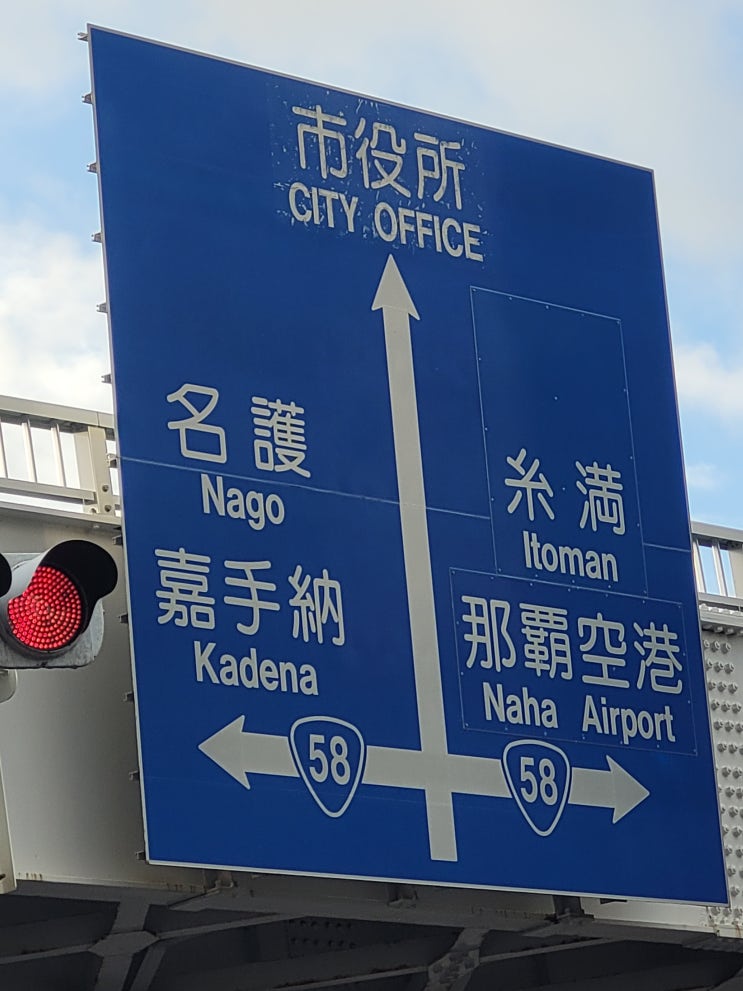 市役所
CITY OFFICE
名護
Nago
嘉手納
Kadena
糸満
Itoman
那覇空港
Naha Airport
58
58